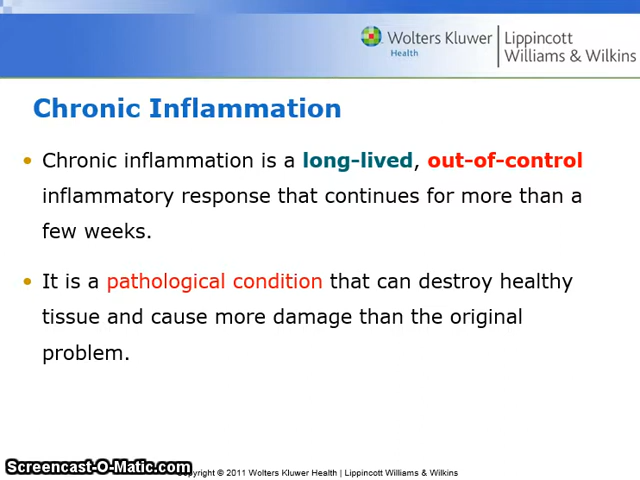 Wolters Kluwer
Health
Lippincott
Williams & Wilkins
Chronic Inflammation
• Chronic inflammation is a long-lived, out-of-control
inflammatory response that continues for more than a
few weeks.
• It is a pathological condition that can destroy healthy
tissue and cause more damage than the original
problem.
Screencast-O-Matic.com
pyright © 2011 Wolters Kluwer Health | Lippincott Williams & Wilkins